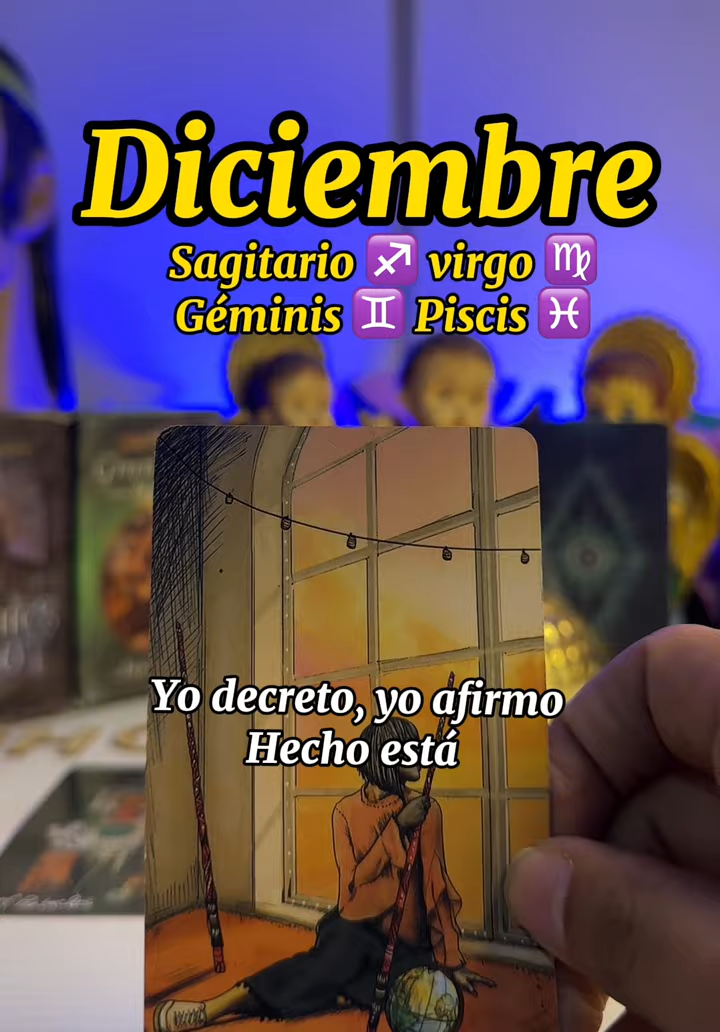 Diciembre
Sagitario ♐ virgo ♍
Géminis ♊ Piscis ♓
Yo decreto, yo afirmo
Hecho está